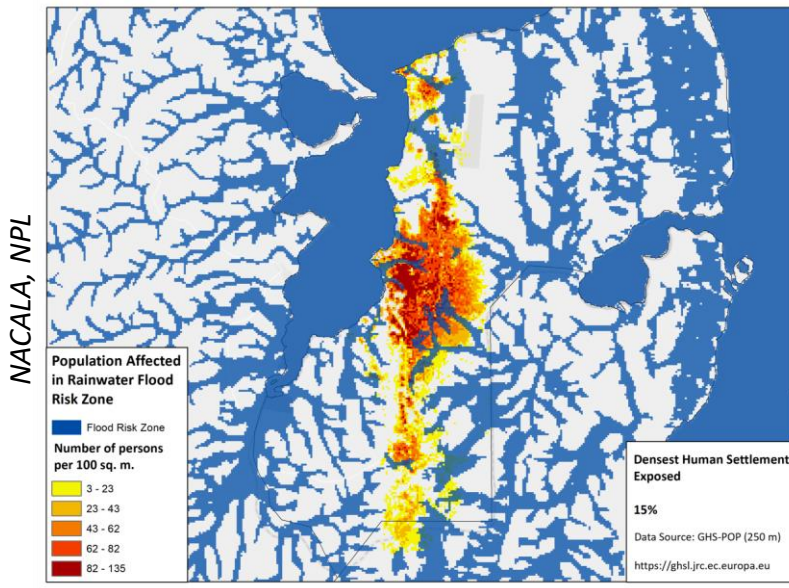 NACALA, NPL
Population Affected
in Rainwater Flood
Risk Zone
Flood Risk Zone
Number of persons
per 100 sq. m.
3 - 23
23 - 43
43 - 62
62 - 82
82 - 135
Densest Human Settlement
Exposed
15%
Data Source: GHS-POP (250 m)
https://ghsl.jrc.ec.europa.eu